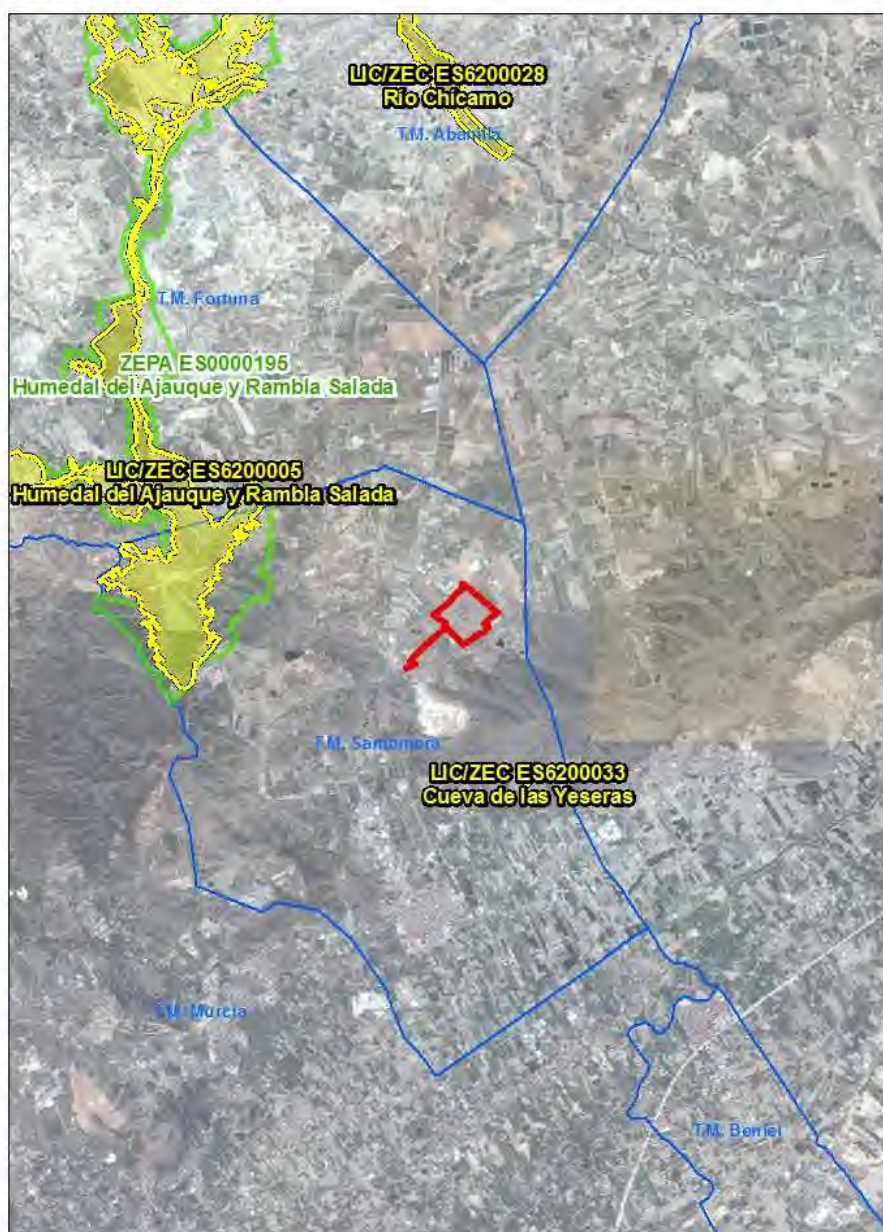 LIC/ZEC ES6200028
Río Chícamo
T.M. Abanilla
T.M. Fortuna
ZEPA ES0000195
Humedal del Ajauque y Rambla Salada
LIC/ZEC ES6200005
Humedal del Ajauque y Rambla Salada
T.M. Santomera
LIC/ZEC ES6200033
Cueva de las Yeseras
T.M. Murcia
T.M. Beniel